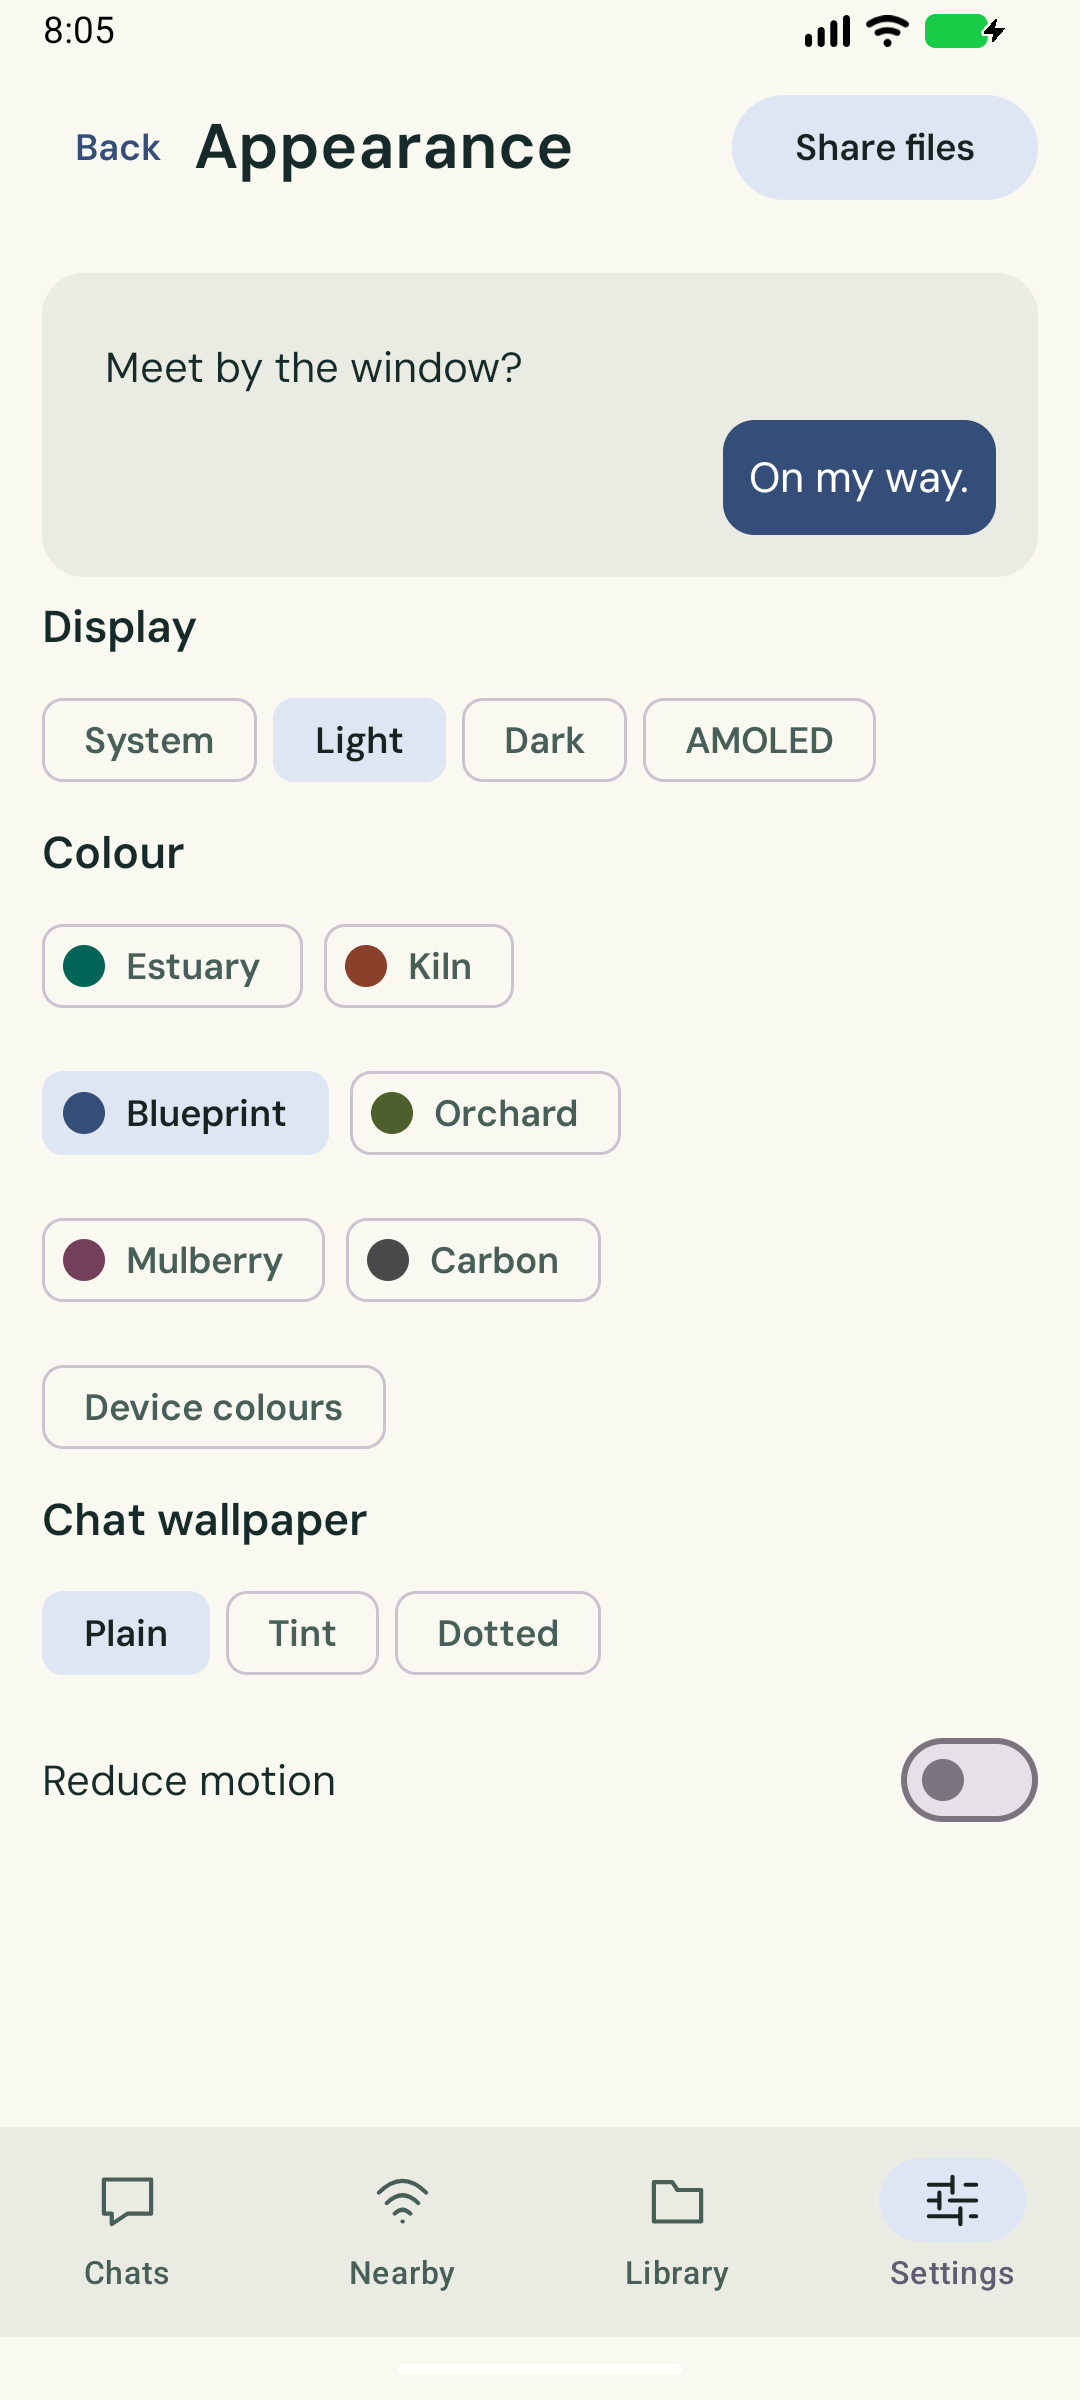 8:05
Back Appearance Share files
Meet by the window?
On my way.
Display
System Light Dark AMOLED
Colour
Estuary Kiln
Blueprint Orchard
Mulberry Carbon
Device colours
Chat wallpaper
Plain Tint Dotted
Reduce motion
Chats Nearby Library Settings